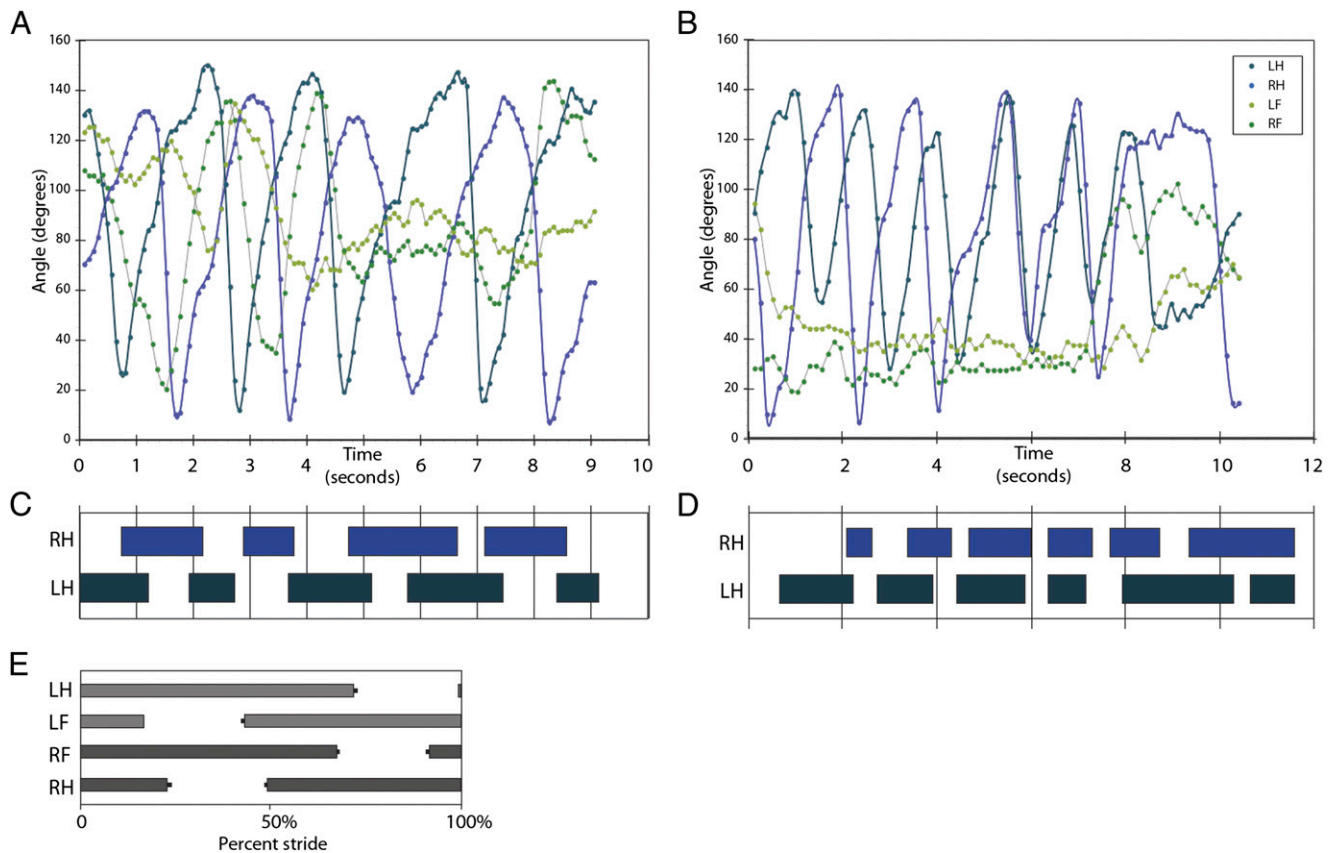 A
160
140
120
100
80
60
40
20
0
Angle (degrees)
0 1 2 3 4 5 6 7 8 9 10
Time
(seconds)
B
160
140
120
100
80
60
40
20
0
Angle (degrees)
LH
RH
LF
RF
0 2 4 6 8 10 12
Time
(seconds)
C
RH
LH
D
RH
LH
E
LH
LF
RF
RH
0 50% 100%
Percent stride